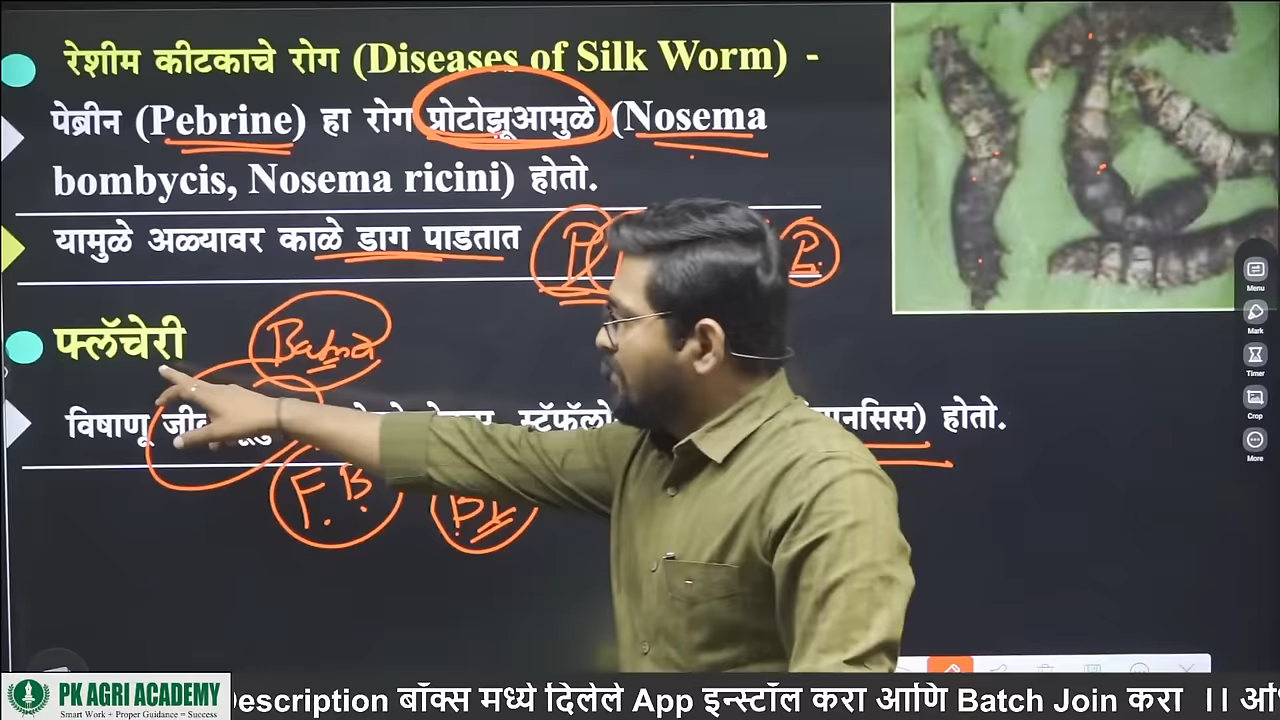 रेशीम कीटकाचे रोग (Diseases of Silk Worm) -
पेब्रीन (Pebrine) हा रोग प्रोटोझूआमुळे (Nosema
bombycis, Nosema ricini) होतो.
यामुळे अळ्यावर काळे डाग पाडतात
P P.
फ्लॅचेरी
विषाणू होतो.
F. B
PK AGRI ACADEMY
Smart Work + Proper Guidance = Success
Description बॉक्स मध्ये दिलेले App इन्स्टॉल करा आणि Batch Join करा ।।
Menu
Mark
Timer
Crop
More